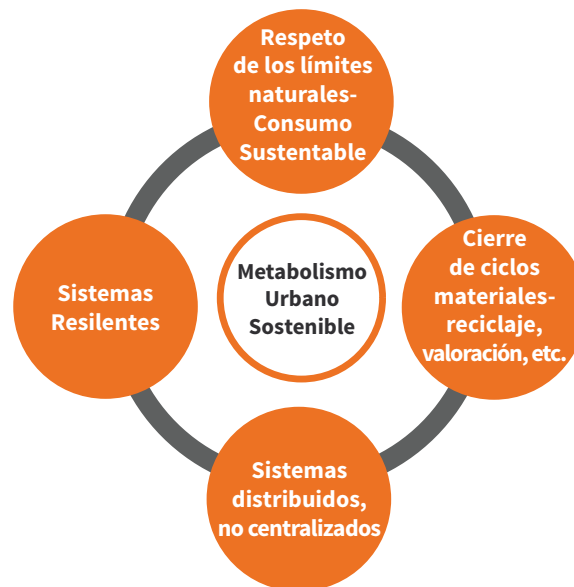 Respeto
de los límites
naturales-
Consumo
Sustentable
Sistemas
Resilentes
Metabolismo
Urbano
Sostenible
Cierre
de ciclos
materiales-
reciclaje,
valoración, etc.
Sistemas
distribuidos,
no centralizados